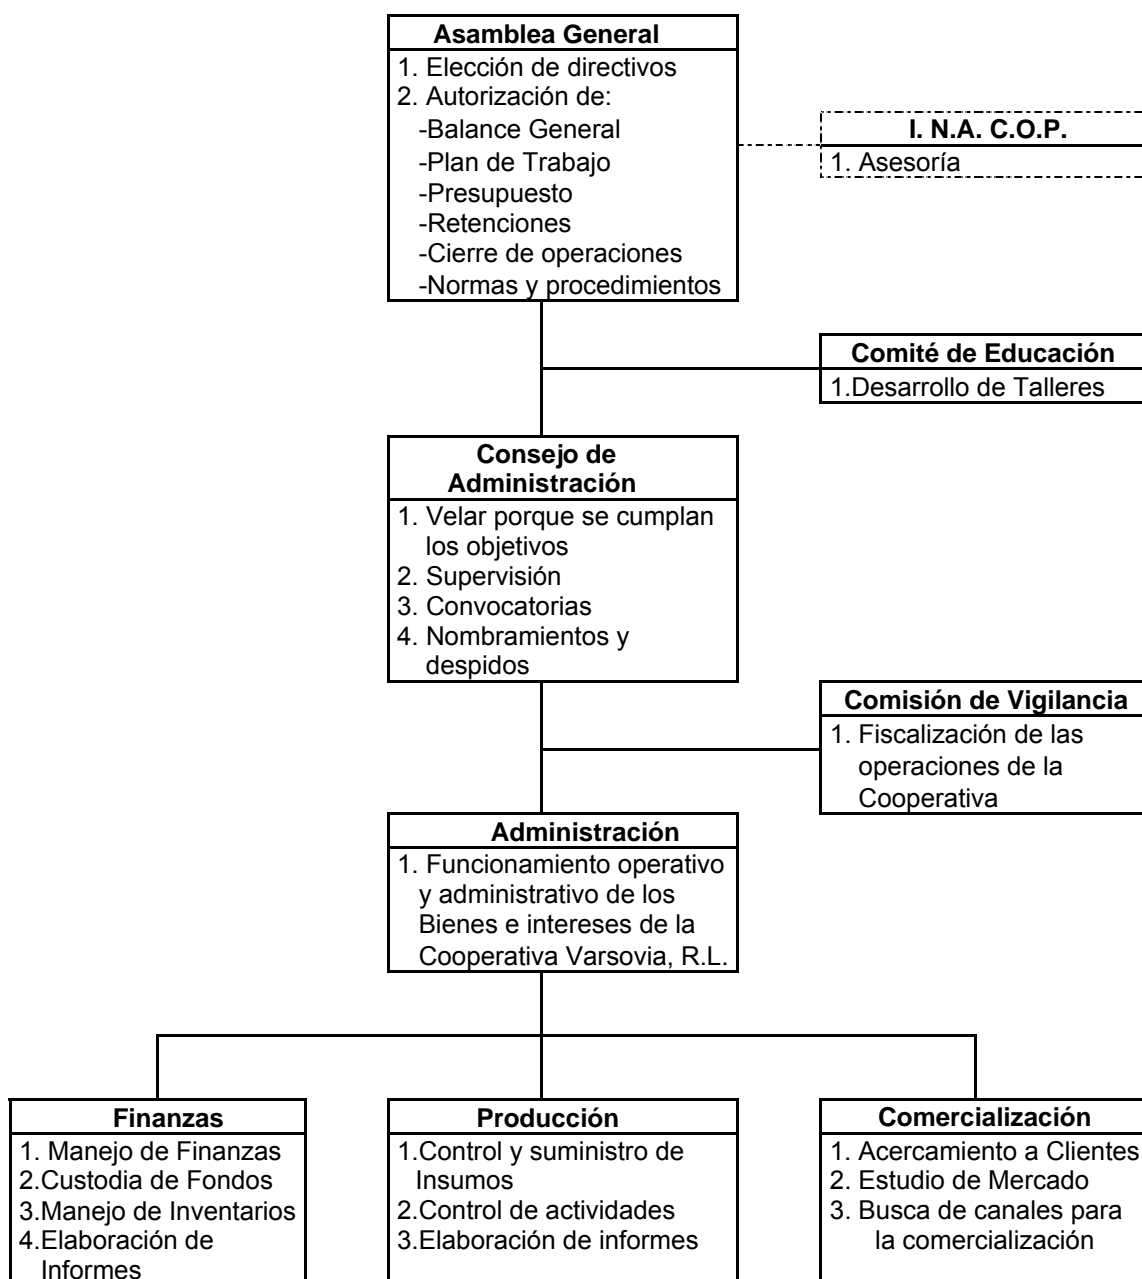 Asamblea General
1. Elección de directivos
2. Autorización de:
-Balance General
-Plan de Trabajo
-Presupuesto
-Retenciones
-Cierre de operaciones
-Normas y procedimientos
I. N.A. C.O.P.
1. Asesoría
Comité de Educación
1.Desarrollo de Talleres
Consejo de
Administración
1. Velar porque se cumplan
los objetivos
2. Supervisión
3. Convocatorias
4. Nombramientos y
despidos
Comisión de Vigilancia
1. Fiscalización de las
operaciones de la
Cooperativa
Administración
1. Funcionamiento operativo
y administrativo de los
Bienes e intereses de la
Cooperativa Varsovia, R.L.
Finanzas
1. Manejo de Finanzas
2.Custodia de Fondos
3.Manejo de Inventarios
4.Elaboración de
Informes
Producción
1.Control y suministro de
Insumos
2.Control de actividades
3.Elaboración de informes
Comercialización
1. Acercamiento a Clientes
2. Estudio de Mercado
3. Busca de canales para
la comercialización